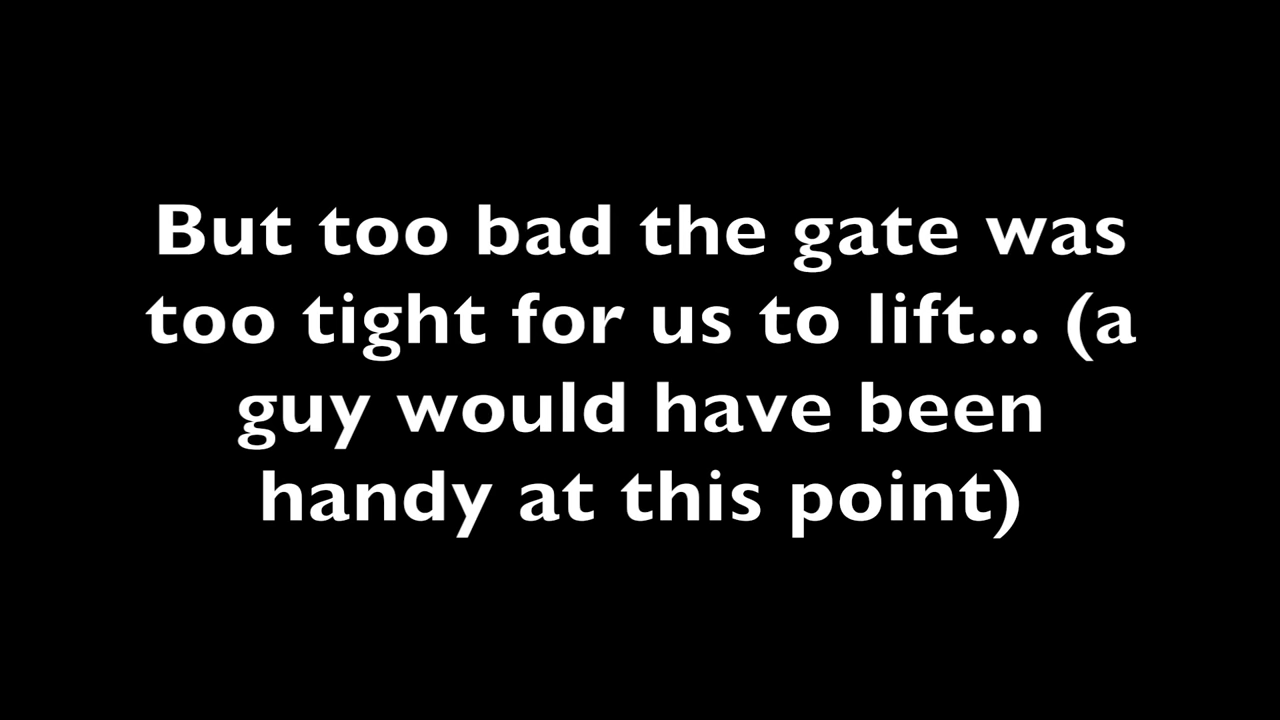 But too bad the gate was
too tight for us to lift... (a
guy would have been
handy at this point)